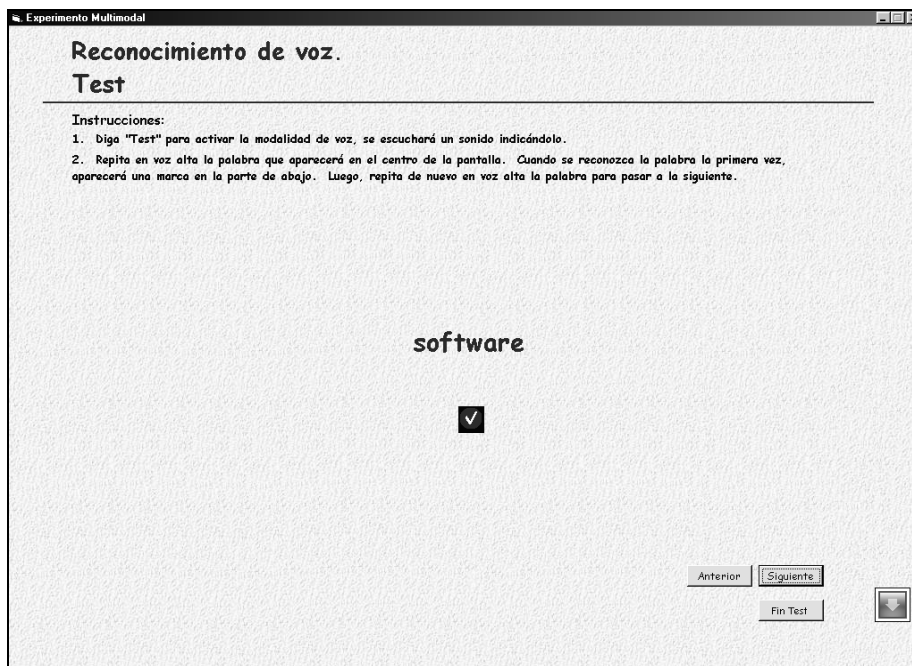 Experimento Multimodal
Reconocimiento de voz.
Test
Instrucciones:
1. Diga "Test" para activar la modalidad de voz, se escuchará un sonido indicándolo.
2. Repita en voz alta la palabra que aparecerá en el centro de la pantalla. Cuando se reconozca la palabra la primera vez,
aparecerá una marca en la parte de abajo. Luego, repita de nuevo en voz alta la palabra para pasar a la siguiente.
software
Anterior Siguiente
Fin Test